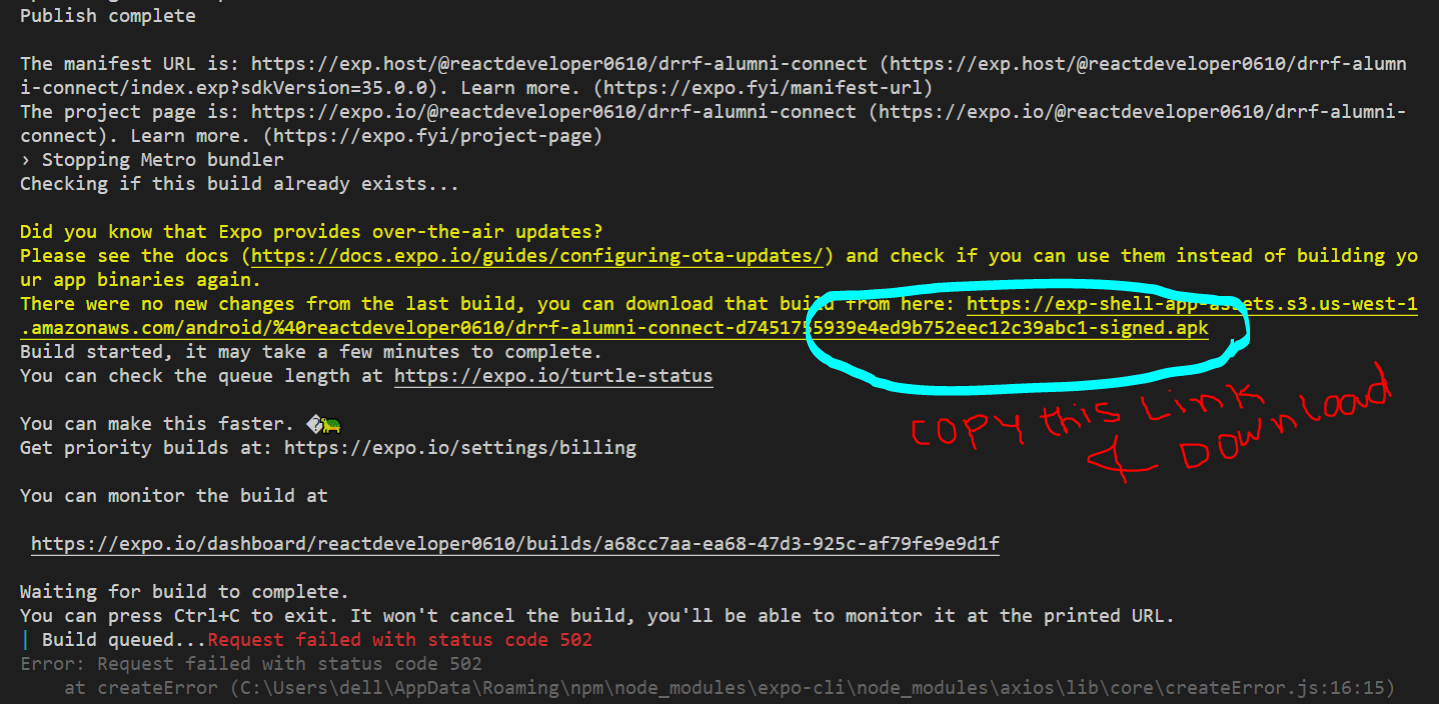 Publish complete
The manifest URL is: https://exp.host/@reactdeveloper0610/drrf-alumni-connect (https://exp.host/@reactdeveloper0610/drrf-alumn
i-connect/index.exp?sdkVersion=35.0.0). Learn more. (https://expo.fyi/manifest-url)
The project page is: https://expo.io/@reactdeveloper0610/drrf-alumni-connect (https://expo.io/@reactdeveloper0610/drrf-alumni-
connect). Learn more. (https://expo.fyi/project-page)
› Stopping Metro bundler
Checking if this build already exists...
Did you know that Expo provides over-the-air updates?
Please see the docs (https://docs.expo.io/guides/configuring-ota-updates/) and check if you can use them instead of building yo
ur app binaries again.
There were no new changes from the last build, you can download that build from here: https://exp-shell-app-assets.s3.us-west-1
.amazonaws.com/android/%40reactdeveloper0610/drrf-alumni-connect-d7451755939e4ed9b752eec12c39abc1-signed.apk
Build started, it may take a few minutes to complete.
You can check the queue length at https://expo.io/turtle-status
COPY this Link
Download
You can make this faster. �🐢
Get priority builds at: https://expo.io/settings/billing
You can monitor the build at
https://expo.io/dashboard/reactdeveloper0610/builds/a68cc7aa-ea68-47d3-925c-af79fe9e9d1f
Waiting for build to complete.
You can press Ctrl+C to exit. It won't cancel the build, you'll be able to monitor it at the printed URL.
| Build queued...Request failed with status code 502
Error: Request failed with status code 502
at createError (C:\Users\dell\AppData\Roaming\npm\node_modules\expo-cli\node_modules\axios\lib\core\createError.js:16:15)